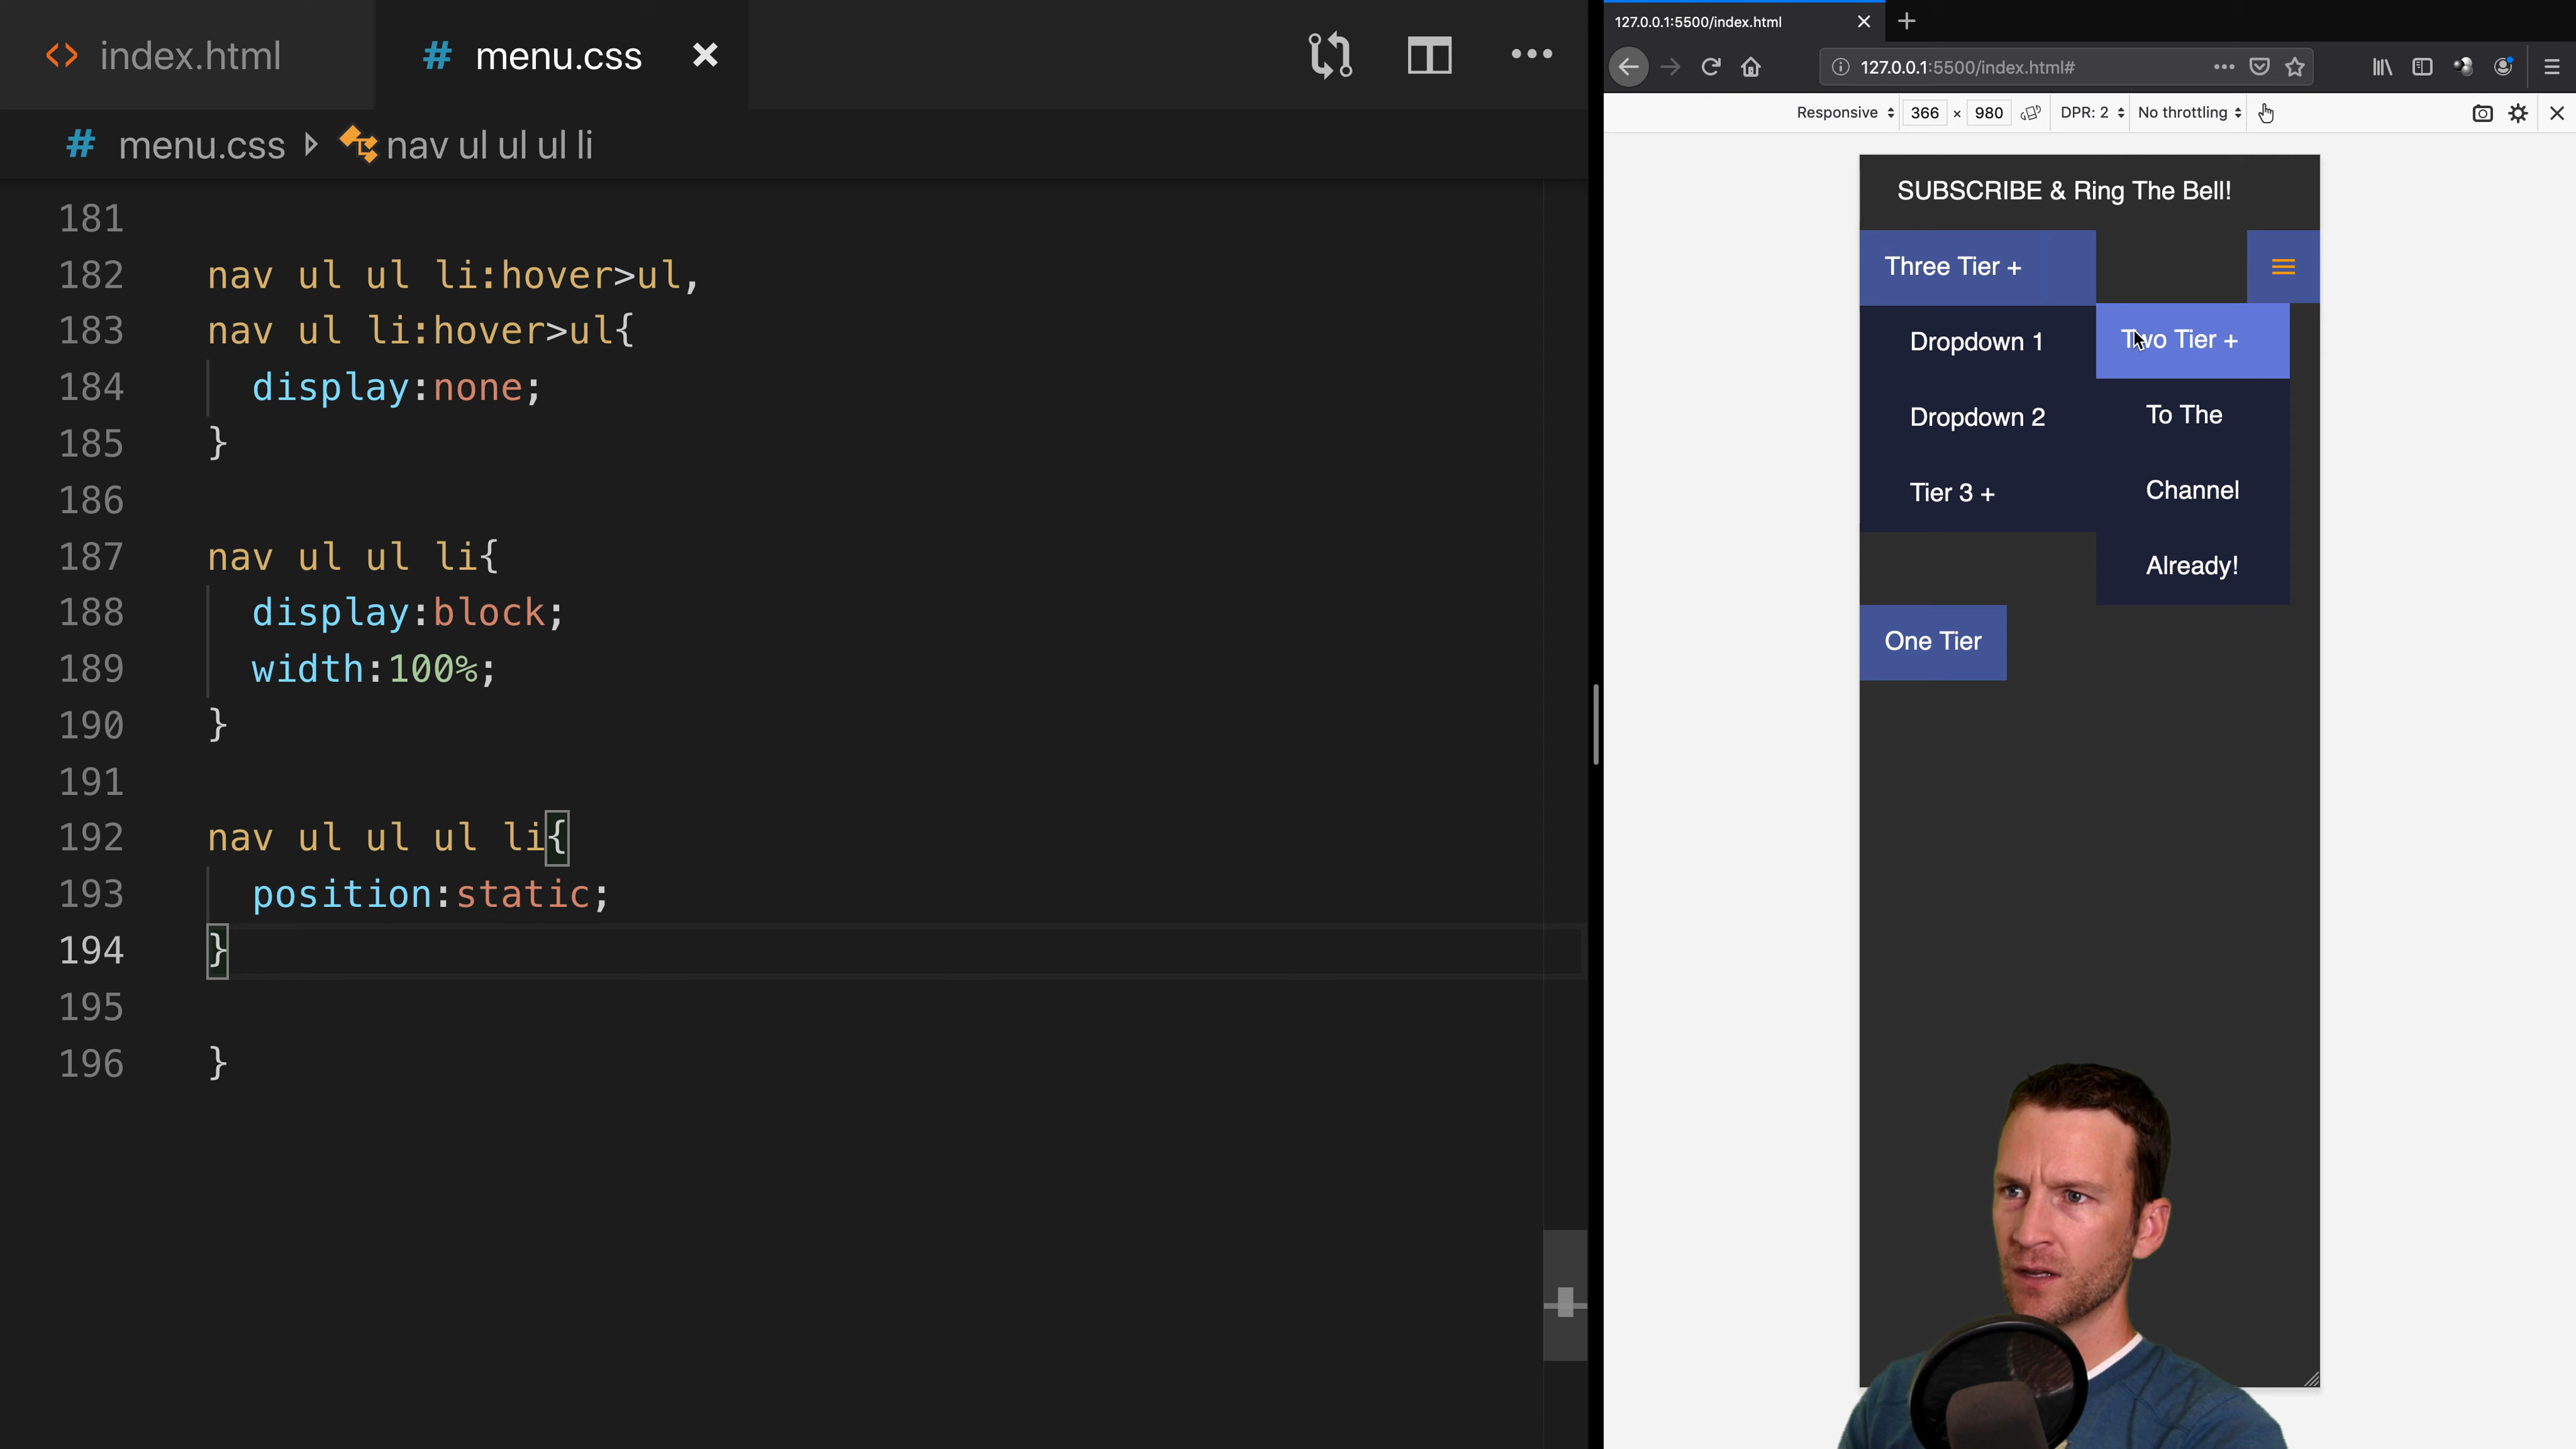 index.html
menu.css
menu.css nav ul ul ul li
181
182 nav ul ul li:hover>ul,
183 nav ul li:hover>ul{
184 display:none;
185 }
186
187 nav ul ul li{
188 display:block;
189 width:100%;
190 }
191
192 nav ul ul ul li{
193 position:static;
194 }
195
196 }
127.0.0.1:5500/index.html
127.0.0.1:5500/index.html#
Responsive 366 × 980 DPR: 2 No throttling
SUBSCRIBE & Ring The Bell!
Three Tier +
Dropdown 1
Dropdown 2
Tier 3 +
Two Tier +
To The
Channel
Already!
One Tier